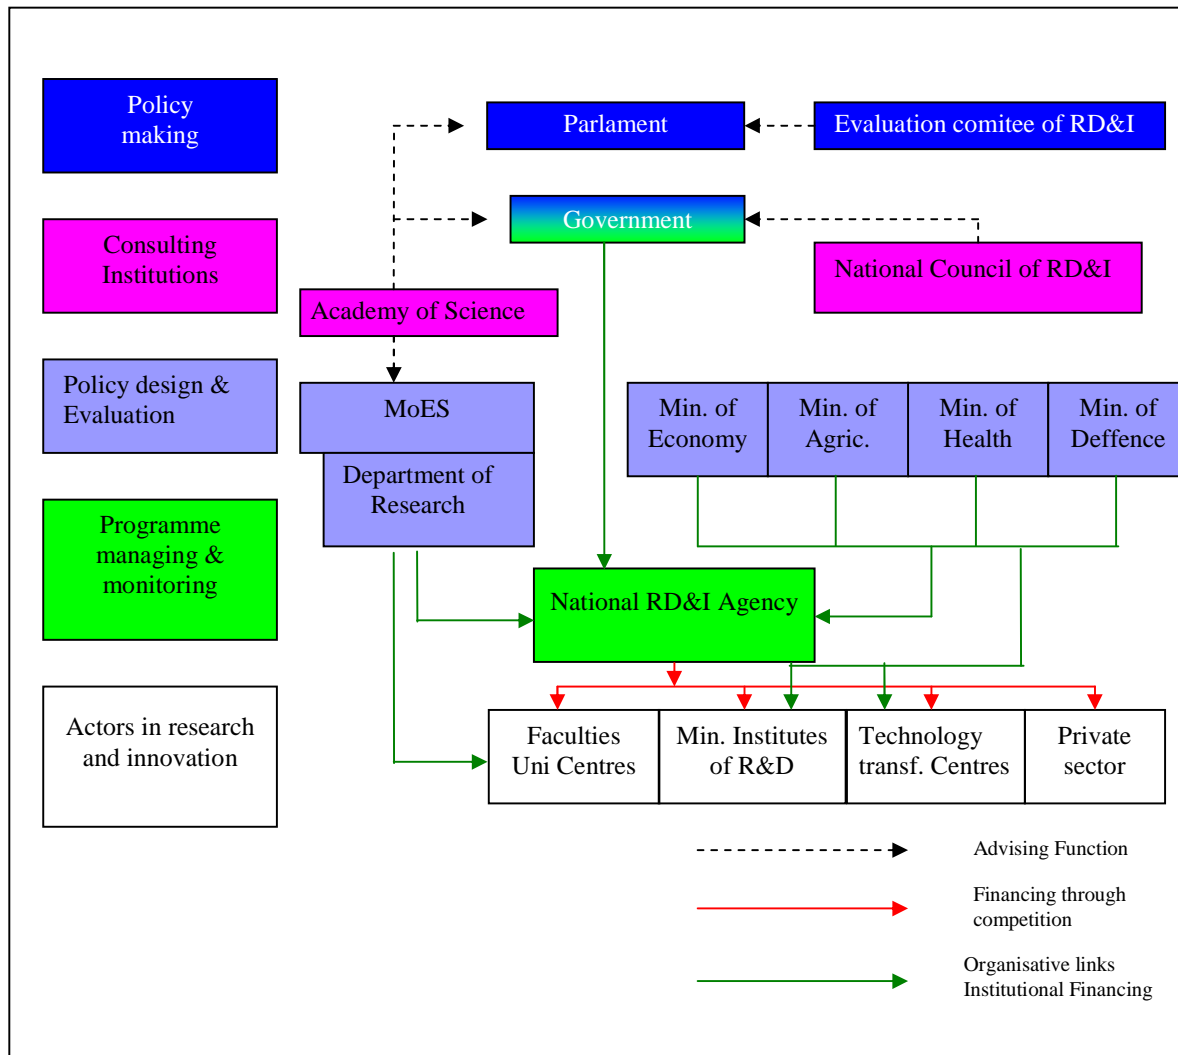 Policy
making
Parlament
Evaluation comitee of RD&I
Consulting
Institutions
Government
National Council of RD&I
Academy of Science
Policy design &
Evaluation
MoES
Min. of
Economy
Min. of
Agric.
Min. of
Health
Min. of
Deffence
Department of
Research
Programme
managing &
monitoring
National RD&I Agency
Actors in research
and innovation
Faculties
Uni Centres
Min. Institutes
of R&D
Technology
transf. Centres
Private
sector
Advising Function
Financing through
competition
Organisative links
Institutional Financing